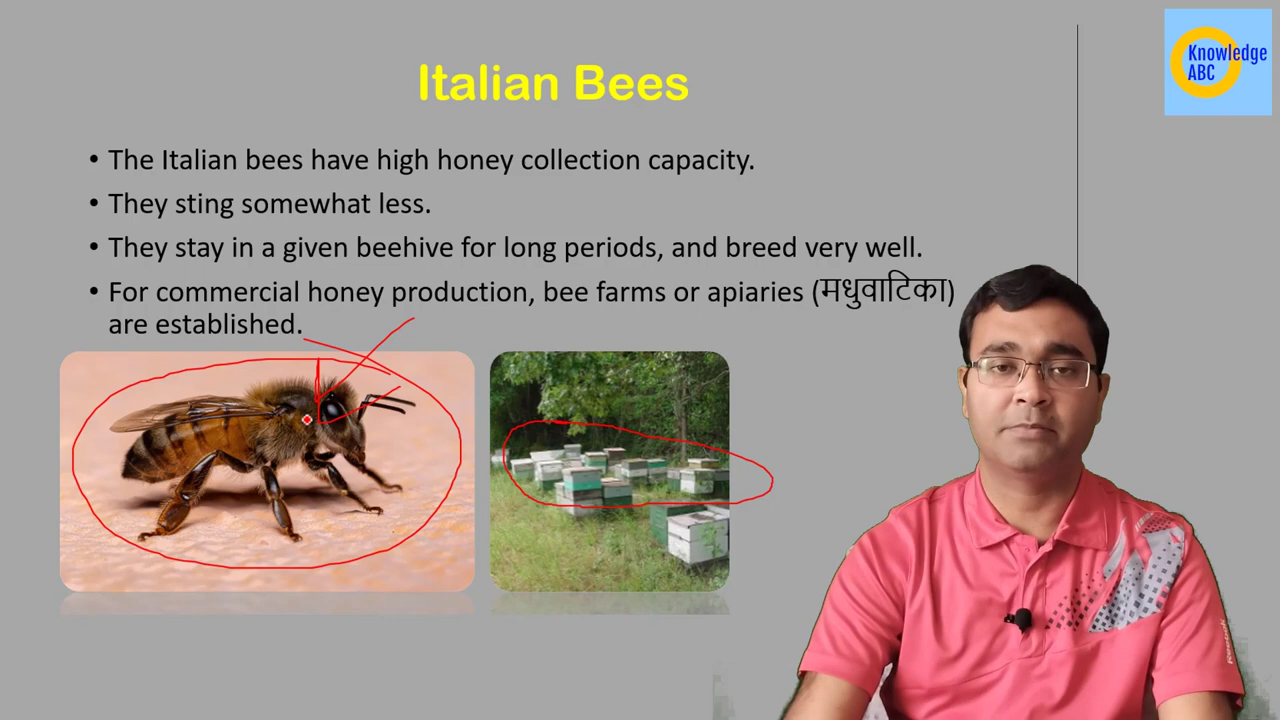 Italian Bees
Knowledge
ABC
• The Italian bees have high honey collection capacity.
• They sting somewhat less.
• They stay in a given beehive for long periods, and breed very well.
• For commercial honey production, bee farms or apiaries (मधुवाटिका)
are established.